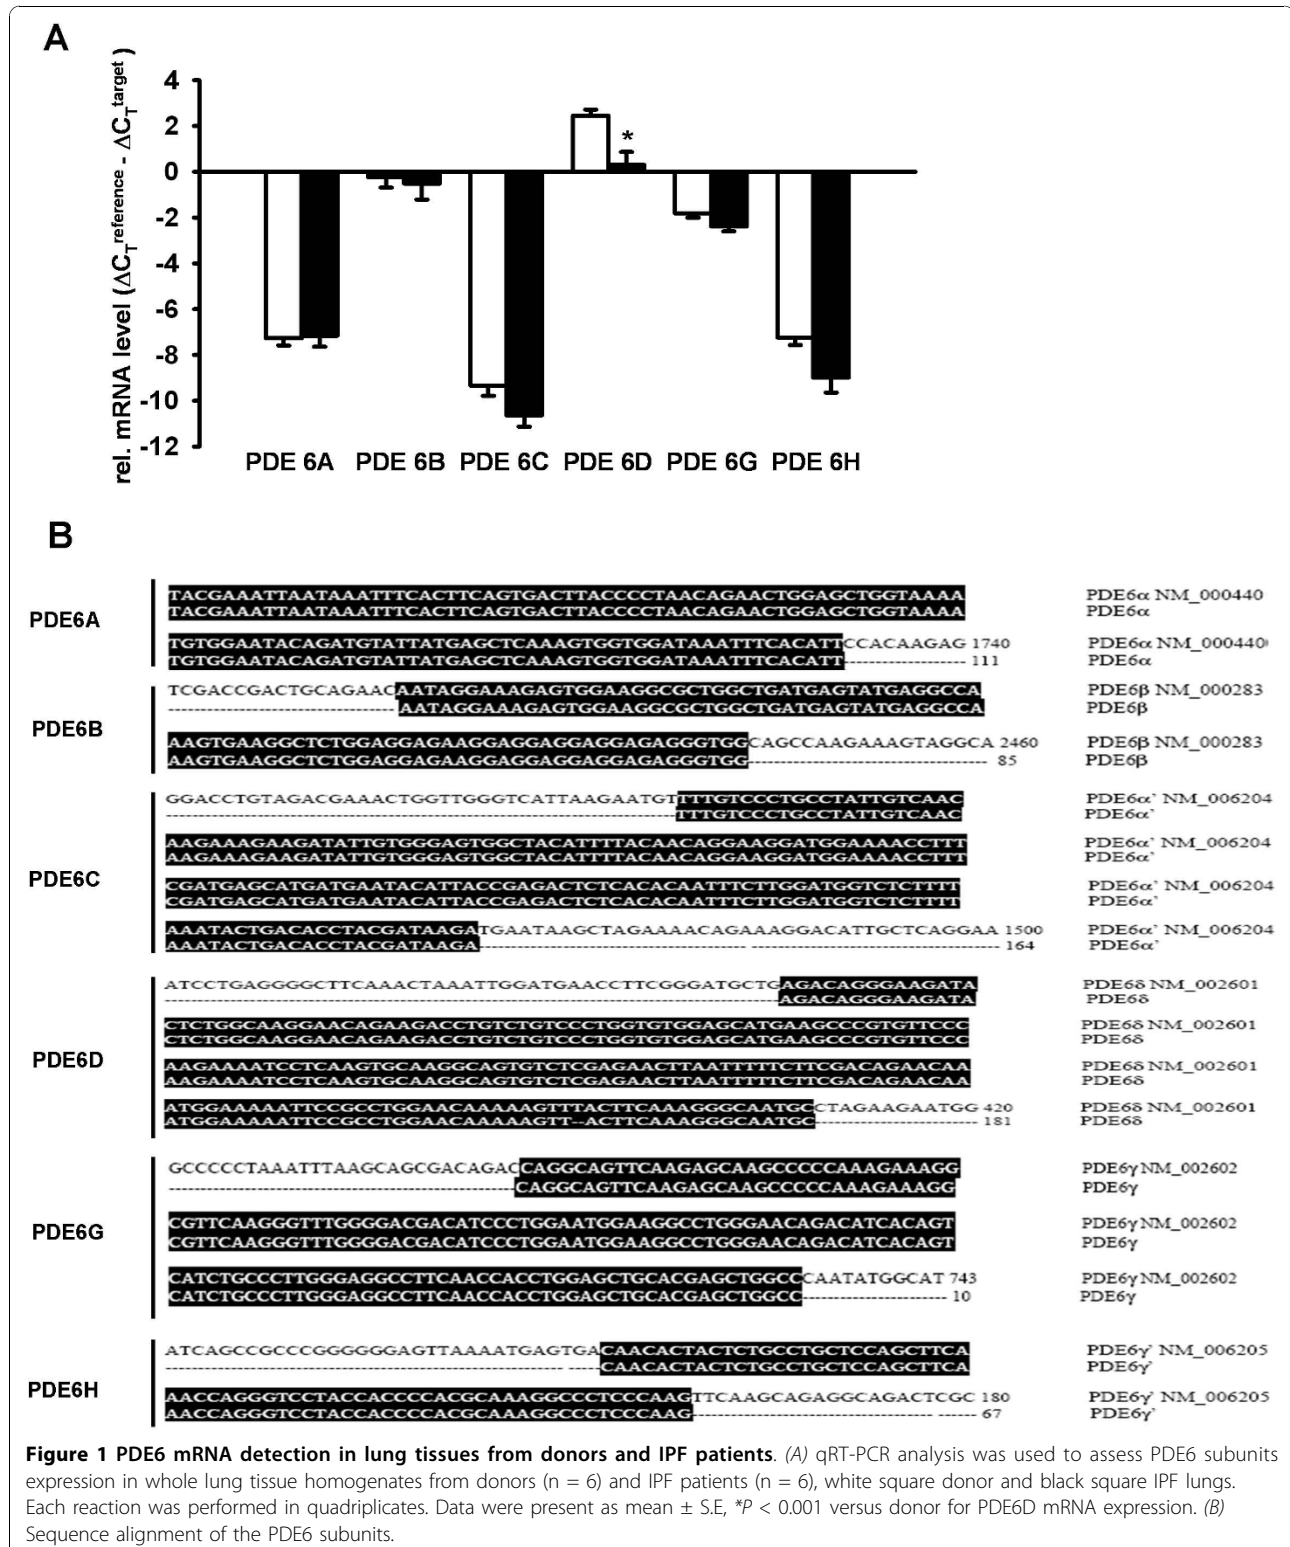 A
rel. mRNA level (ΔC_T^reference - ΔC_T^target )
4
2
0
-2
-4
-6
-8
-10
-12
*
PDE 6A PDE 6B PDE 6C PDE 6D PDE 6G PDE 6H
B
PDE6A
TACGAAATTAATAAATTTCACTTCAGTGACTTACCCCTAACAGAACTGGAGCTGGTAAAA PDE6α NM_000440
TACGAAATTAATAAATTTCACTTCAGTGACTTACCCCTAACAGAACTGGAGCTGGTAAAA PDE6α
TGTGGAATACAGATGTATTATGAGCTCAAAGTGGTGGATAAATTTCACATTCCACAAGAG 1740 PDE6α NM_000440
TGTGGAATACAGATGTATTATGAGCTCAAAGTGGTGGATAAATTTCACATT--------- 111 PDE6α
PDE6B
TCGACCGACTGCAGAACAATAGGAAAGAGTGGAAGGCGCTGGCTGATGAGTATGAGGCCA PDE6β NM_000283
-----------------AATAGGAAAGAGTGGAAGGCGCTGGCTGATGAGTATGAGGCCA PDE6β
AAGTGAAGGCTCTGGAGGAGAAGGAGGAGGAGGAGAGGGTGGCAGCCAAGAAAGTAGGCA 2460 PDE6β NM_000283
AAGTGAAGGCTCTGGAGGAGAAGGAGGAGGAGGAGAGGGTGG------------------ 85 PDE6β
PDE6C
GGACCTGTAGACGAAACTGGTTGGGTCATTAAGAATGTTTTGTCCCTGCCTATTGTCAAC PDE6α' NM_006204
--------------------------------------TTTGTCCCTGCCTATTGTCAAC PDE6α'
AAGAAAGAAGATATTGTGGGAGTGGCTACATTTTACAACAGGAAGGATGGAAAACCTTT PDE6α' NM_006204
AAGAAAGAAGATATTGTGGGAGTGGCTACATTTTACAACAGGAAGGATGGAAAACCTTT PDE6α'
CGATGAGCATGATGAATACATTACCGAGACTCTCACACAATTTCTTGGATGGTCTCTTTT PDE6α' NM_006204
CGATGAGCATGATGAATACATTACCGAGACTCTCACACAATTTCTTGGATGGTCTCTTTT PDE6α'
AAATACTGACACCTACGATAAGATGAATAAGCTAGAAAACAGAAAGGACATTGCTCAGGAA 1500 PDE6α' NM_006204
AAATACTGACACCTACGATAAGA-------------------------------------- 164 PDE6α'
PDE6D
ATCCTGAGGGGCTTCAAACTAAATTGGATGAACCTTCGGGATGCTGAGACAGGGAAGATA PDE6δ NM_002601
----------------------------------------------AGACAGGGAAGATA PDE6δ
CTCTGGCAAGGAACAGAAGACCTGTCTGTCCCTGGTGTGGAGCATGAAGCCCGTGTTCCC PDE6δ NM_002601
CTCTGGCAAGGAACAGAAGACCTGTCTGTCCCTGGTGTGGAGCATGAAGCCCGTGTTCCC PDE6δ
AAGAAAATCCTCAAGTGCAAGGCAGTGTCTCGAGAACTTAATTTTTCTTCGACAGAACAA PDE6δ NM_002601
AAGAAAATCCTCAAGTGCAAGGCAGTGTCTCGAGAACTTAATTTTTCTTCGACAGAACAA PDE6δ
ATGGAAAAATTCCGCCTGGAACAAAAAGTTTACTTCAAAGGGCAATGCCTAGAAGAATGG 420 PDE6δ NM_002601
ATGGAAAAATTCCGCCTGGAACAAAAAGTT-ACTTCAAAGGGCAATGC------------ 181 PDE6δ
PDE6G
GCCCCCTAAATTTAAGCAGCGACAGACCAGGCAGTTCAAGAGCAAGCCCCCAAAGAAAGG PDE6γ NM_002602
---------------------------CAGGCAGTTCAAGAGCAAGCCCCCAAAGAAAGG PDE6γ
CGTTCAAGGGTTTGGGGACGACATCCCTGGAATGGAAGGCCTGGGAACAGACATCACAGT PDE6γ NM_002602
CGTTCAAGGGTTTGGGGACGACATCCCTGGAATGGAAGGCCTGGGAACAGACATCACAGT PDE6γ
CATCTGCCCTTGGGAGGCCTTCAACCACCTGGAGCTGCACGAGCTGGCCCAATATGGCAT 743 PDE6γ NM_002602
CATCTGCCCTTGGGAGGCCTTCAACCACCTGGAGCTGCACGAGCTGGCC----------- 10 PDE6γ
PDE6H
ATCAGCCGCCCGGGGGGAGTTAAAATGAGTGACAACACTACTCTGCCTGCTCCAGCTTCA PDE6γ' NM_006205
--------------------------------CAACACTACTCTGCCTGCTCCAGCTTCA PDE6γ'
AACCAGGGTCCTACCACCCCACGCAAAGGCCCTCCCAAGTTCAAGCAGAGGCAGACTCGC 180 PDE6γ' NM_006205
AACCAGGGTCCTACCACCCCACGCAAAGGCCCTCCCAAG--------------------- 67 PDE6γ'
Figure 1 PDE6 mRNA detection in lung tissues from donors and IPF patients. (A) qRT-PCR analysis was used to assess PDE6 subunits
expression in whole lung tissue homogenates from donors (n = 6) and IPF patients (n = 6), white square donor and black square IPF lungs.
Each reaction was performed in quadriplicates. Data were present as mean ± S.E, *P < 0.001 versus donor for PDE6D mRNA expression. (B)
Sequence alignment of the PDE6 subunits.